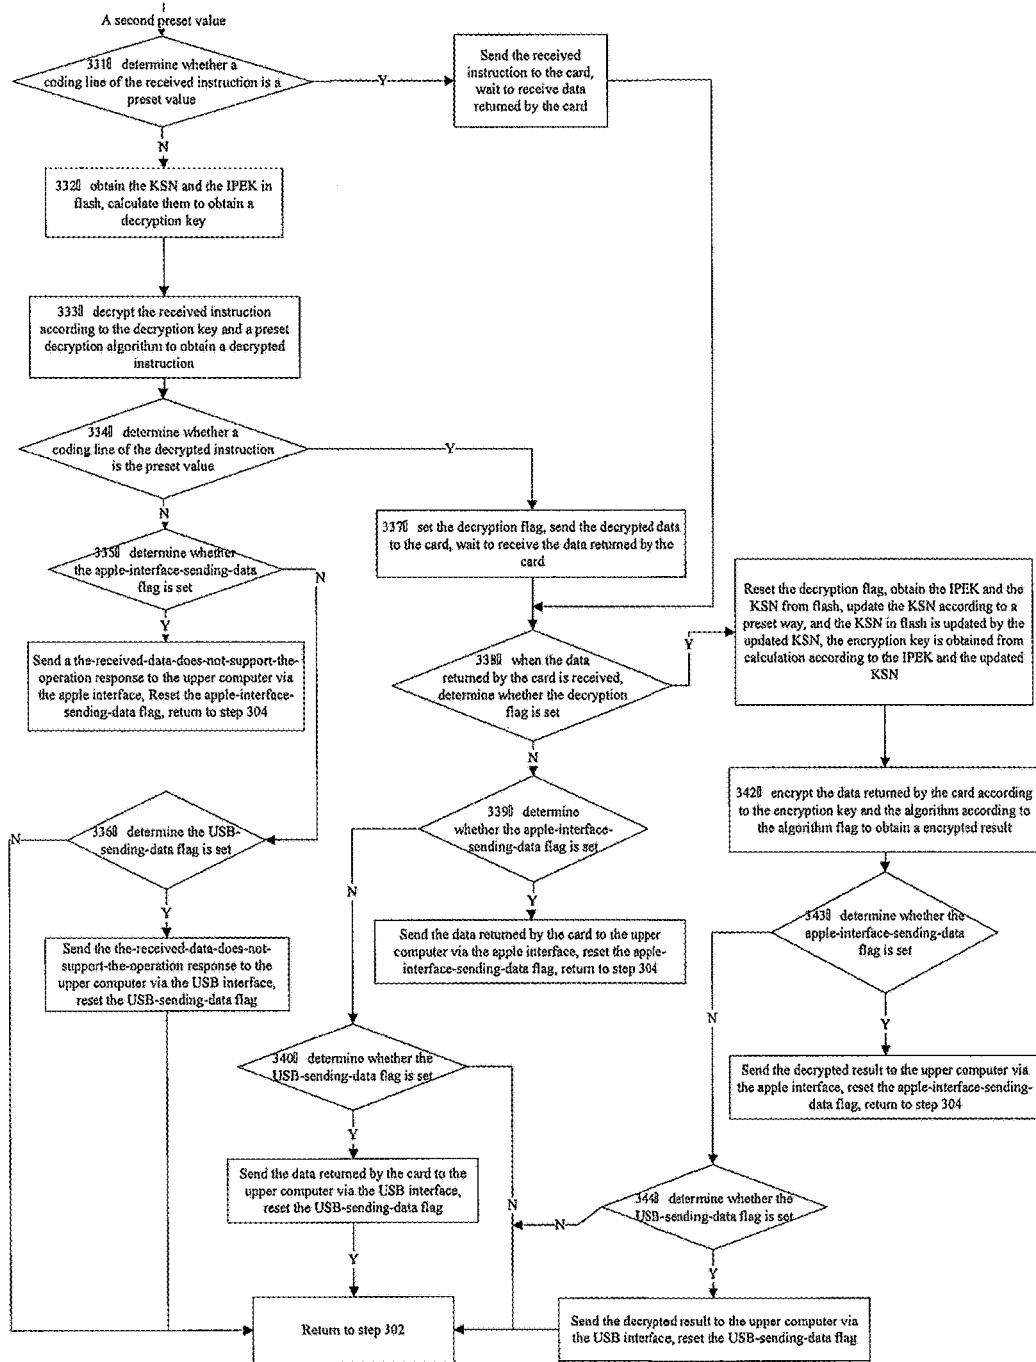 A second preset value
331▯ determine whether a
coding line of the received instruction is a
preset value
Y
Send the received
instruction to the card,
wait to receive data
returned by the card
N
332▯ obtain the KSN and the IPEK in
flash, calculate them to obtain a
decryption key
333▯ decrypt the received instruction
according to the decryption key and a preset
decryption algorithm to obtain a decrypted
instruction
334▯ determine whether a
coding line of the decrypted instruction
is the preset value
Y
N
337▯ set the decryption flag, send the decrypted data
to the card, wait to receive the data returned by the
card
335▯ determine whether
the apple-interface-sending-data
flag is set
N
Y
Send a the-received-data-does-not-support-the-
operation response to the upper computer via
the apple interface, Reset the apple-interface-
sending-data flag, return to step 304
338▯ when the data
returned by the card is received,
determine whether the decryption
flag is set
Y
Reset the decryption flag, obtain the IPEK and the
KSN from flash, update the KSN according to a
preset way, and the KSN in flash is updated by the
updated KSN, the encryption key is obtained from
calculation according to the IPEK and the updated
KSN
N
342▯ encrypt the data returned by the card according
to the encryption key and the algorithm according to
the algorithm flag to obtain a encrypted result
336▯ determine the USB-
sending-data flag is set
N
Y
339▯ determine
whether the apple-interface-
sending-data flag is set
N
Y
343▯ determine whether the
apple-interface-sending-data
flag is set
N
Y
Send the the-received-data-does-not-
support-the-operation response to the
upper computer via the USB interface,
reset the USB-sending-data flag
Send the data returned by the card to the upper
computer via the apple interface, reset the apple-
interface-sending-data flag, return to step 304
340▯ determine whether the
USB-sending-data flag is set
Y
N
Send the decrypted result to the upper computer via
the apple interface, reset the apple-interface-sending-
data flag, return to step 304
Send the data returned by the card to the
upper computer via the USB interface,
reset the USB-sending-data flag
Y
344▯ determine whether the
USB-sending-data flag is set
N
Y
Return to step 302
Send the decrypted result to the upper computer via
the USB interface, reset the USB-sending-data flag